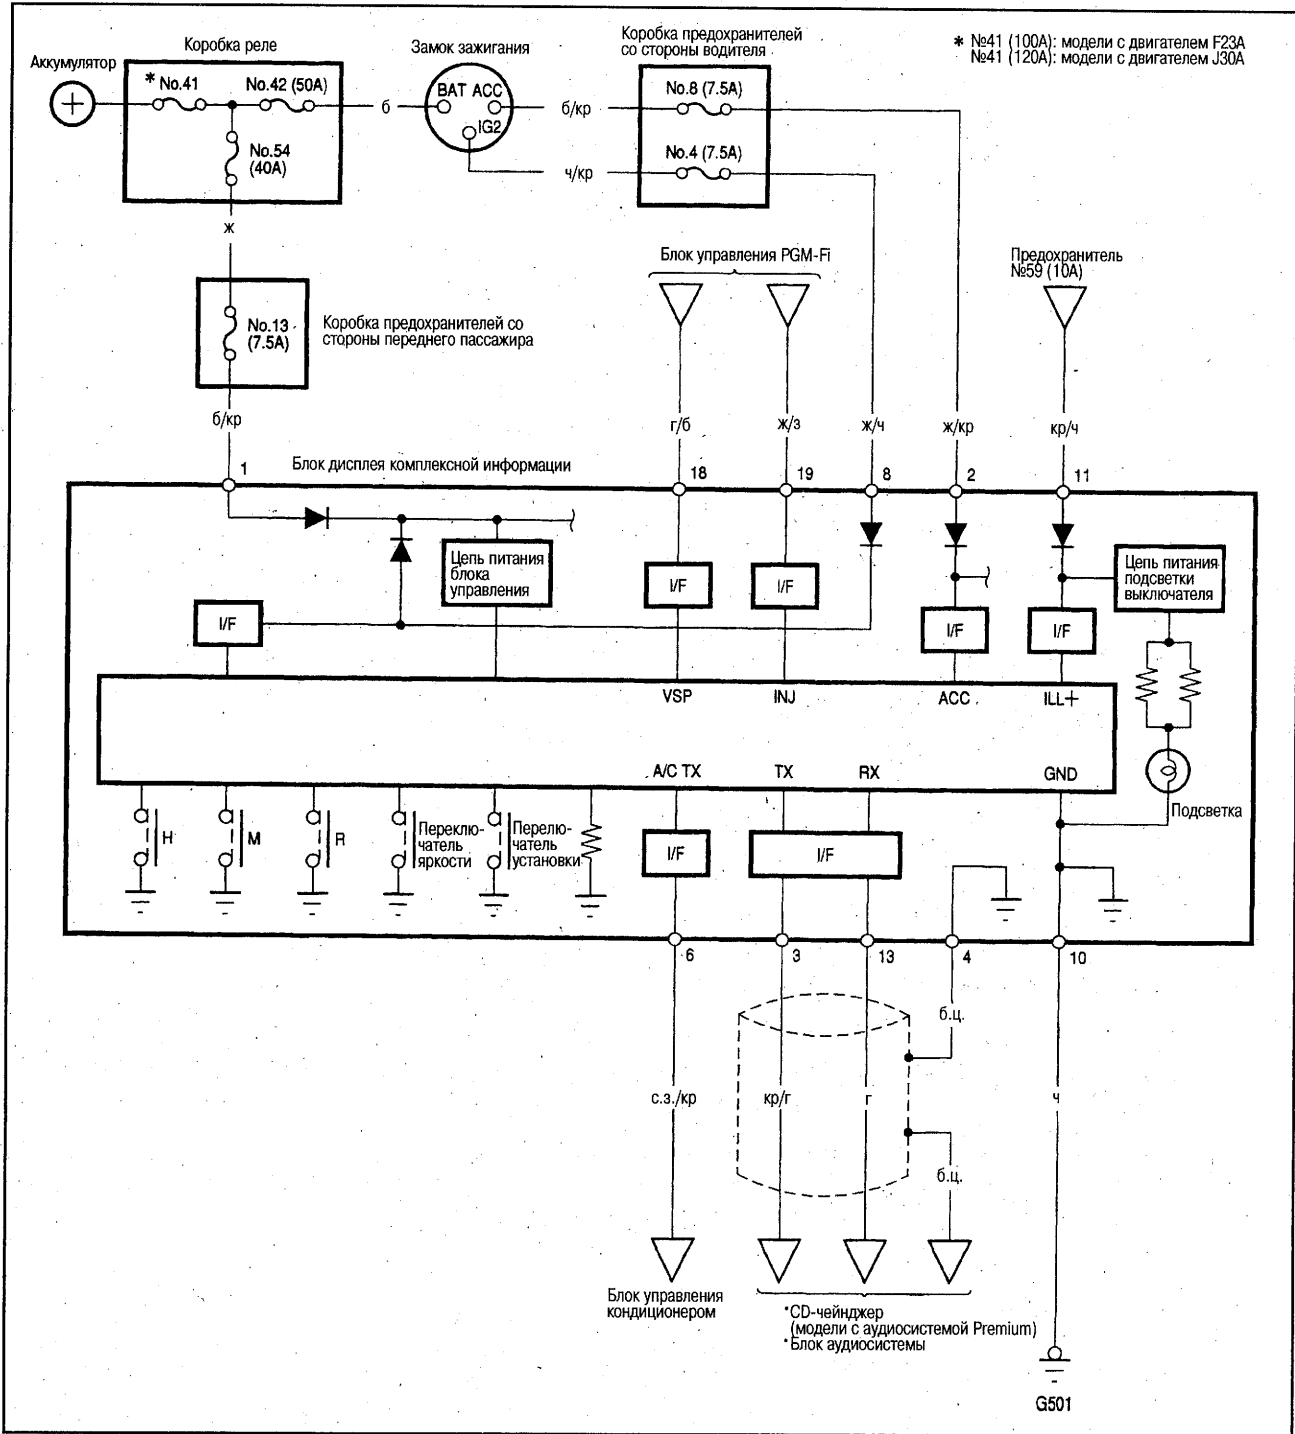 Аккумулятор
Коробка реле
* No.41
No.42 (50A)
No.54
(40A)
Замок зажигания
BAT ACC
IG2
Коробка предохранителей
со стороны водителя
No.8 (7.5A)
No.4 (7.5A)
* №41 (100A): модели с двигателем F23A
№41 (120A): модели с двигателем J30A
б
б/кр
ч/кр
ж
No.13
(7.5A)
Коробка предохранителей со
стороны переднего пассажира
Блок управления PGM-Fi
Предохранитель
№59 (10A)
б/кр
г/б
ж/з
ж/ч
ж/кр
кр/ч
1
Блок дисплея комплексной информации
18
19
8
2
11
Цепь питания
блока
управления
I/F
I/F
I/F
I/F
I/F
Цепь питания
подсветки
выключателя
VSP
INJ
ACC
ILL+
A/C TX
TX
RX
GND
Подсветка
H
M
R
Переклю-
чатель
яркости
Перелю-
чатель
установки
I/F
I/F
6
3
13
4
10
б.ц.
с.з./кр
кр/г
г
ч
б.ц.
Блок управления
кондиционером
*CD-чейнджер
(модели с аудиосистемой Premium)
*Блок аудиосистемы
G501